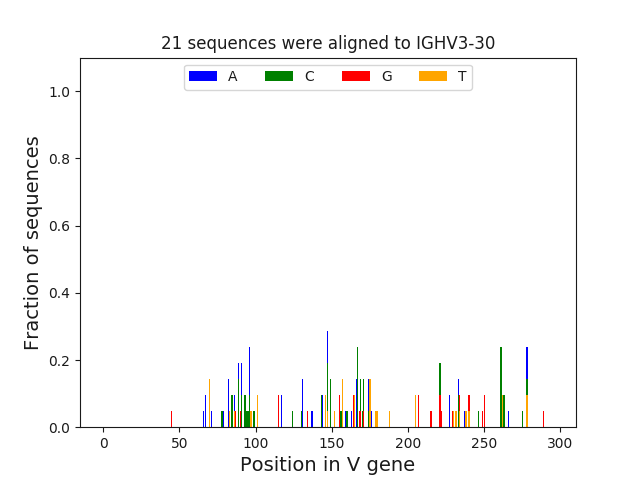 21 sequences were aligned to IGHV3-30
A C G T
1.0
0.8
0.6
0.4
0.2
0.0
Fraction of sequences
0 50 100 150 200 250 300
Position in V gene